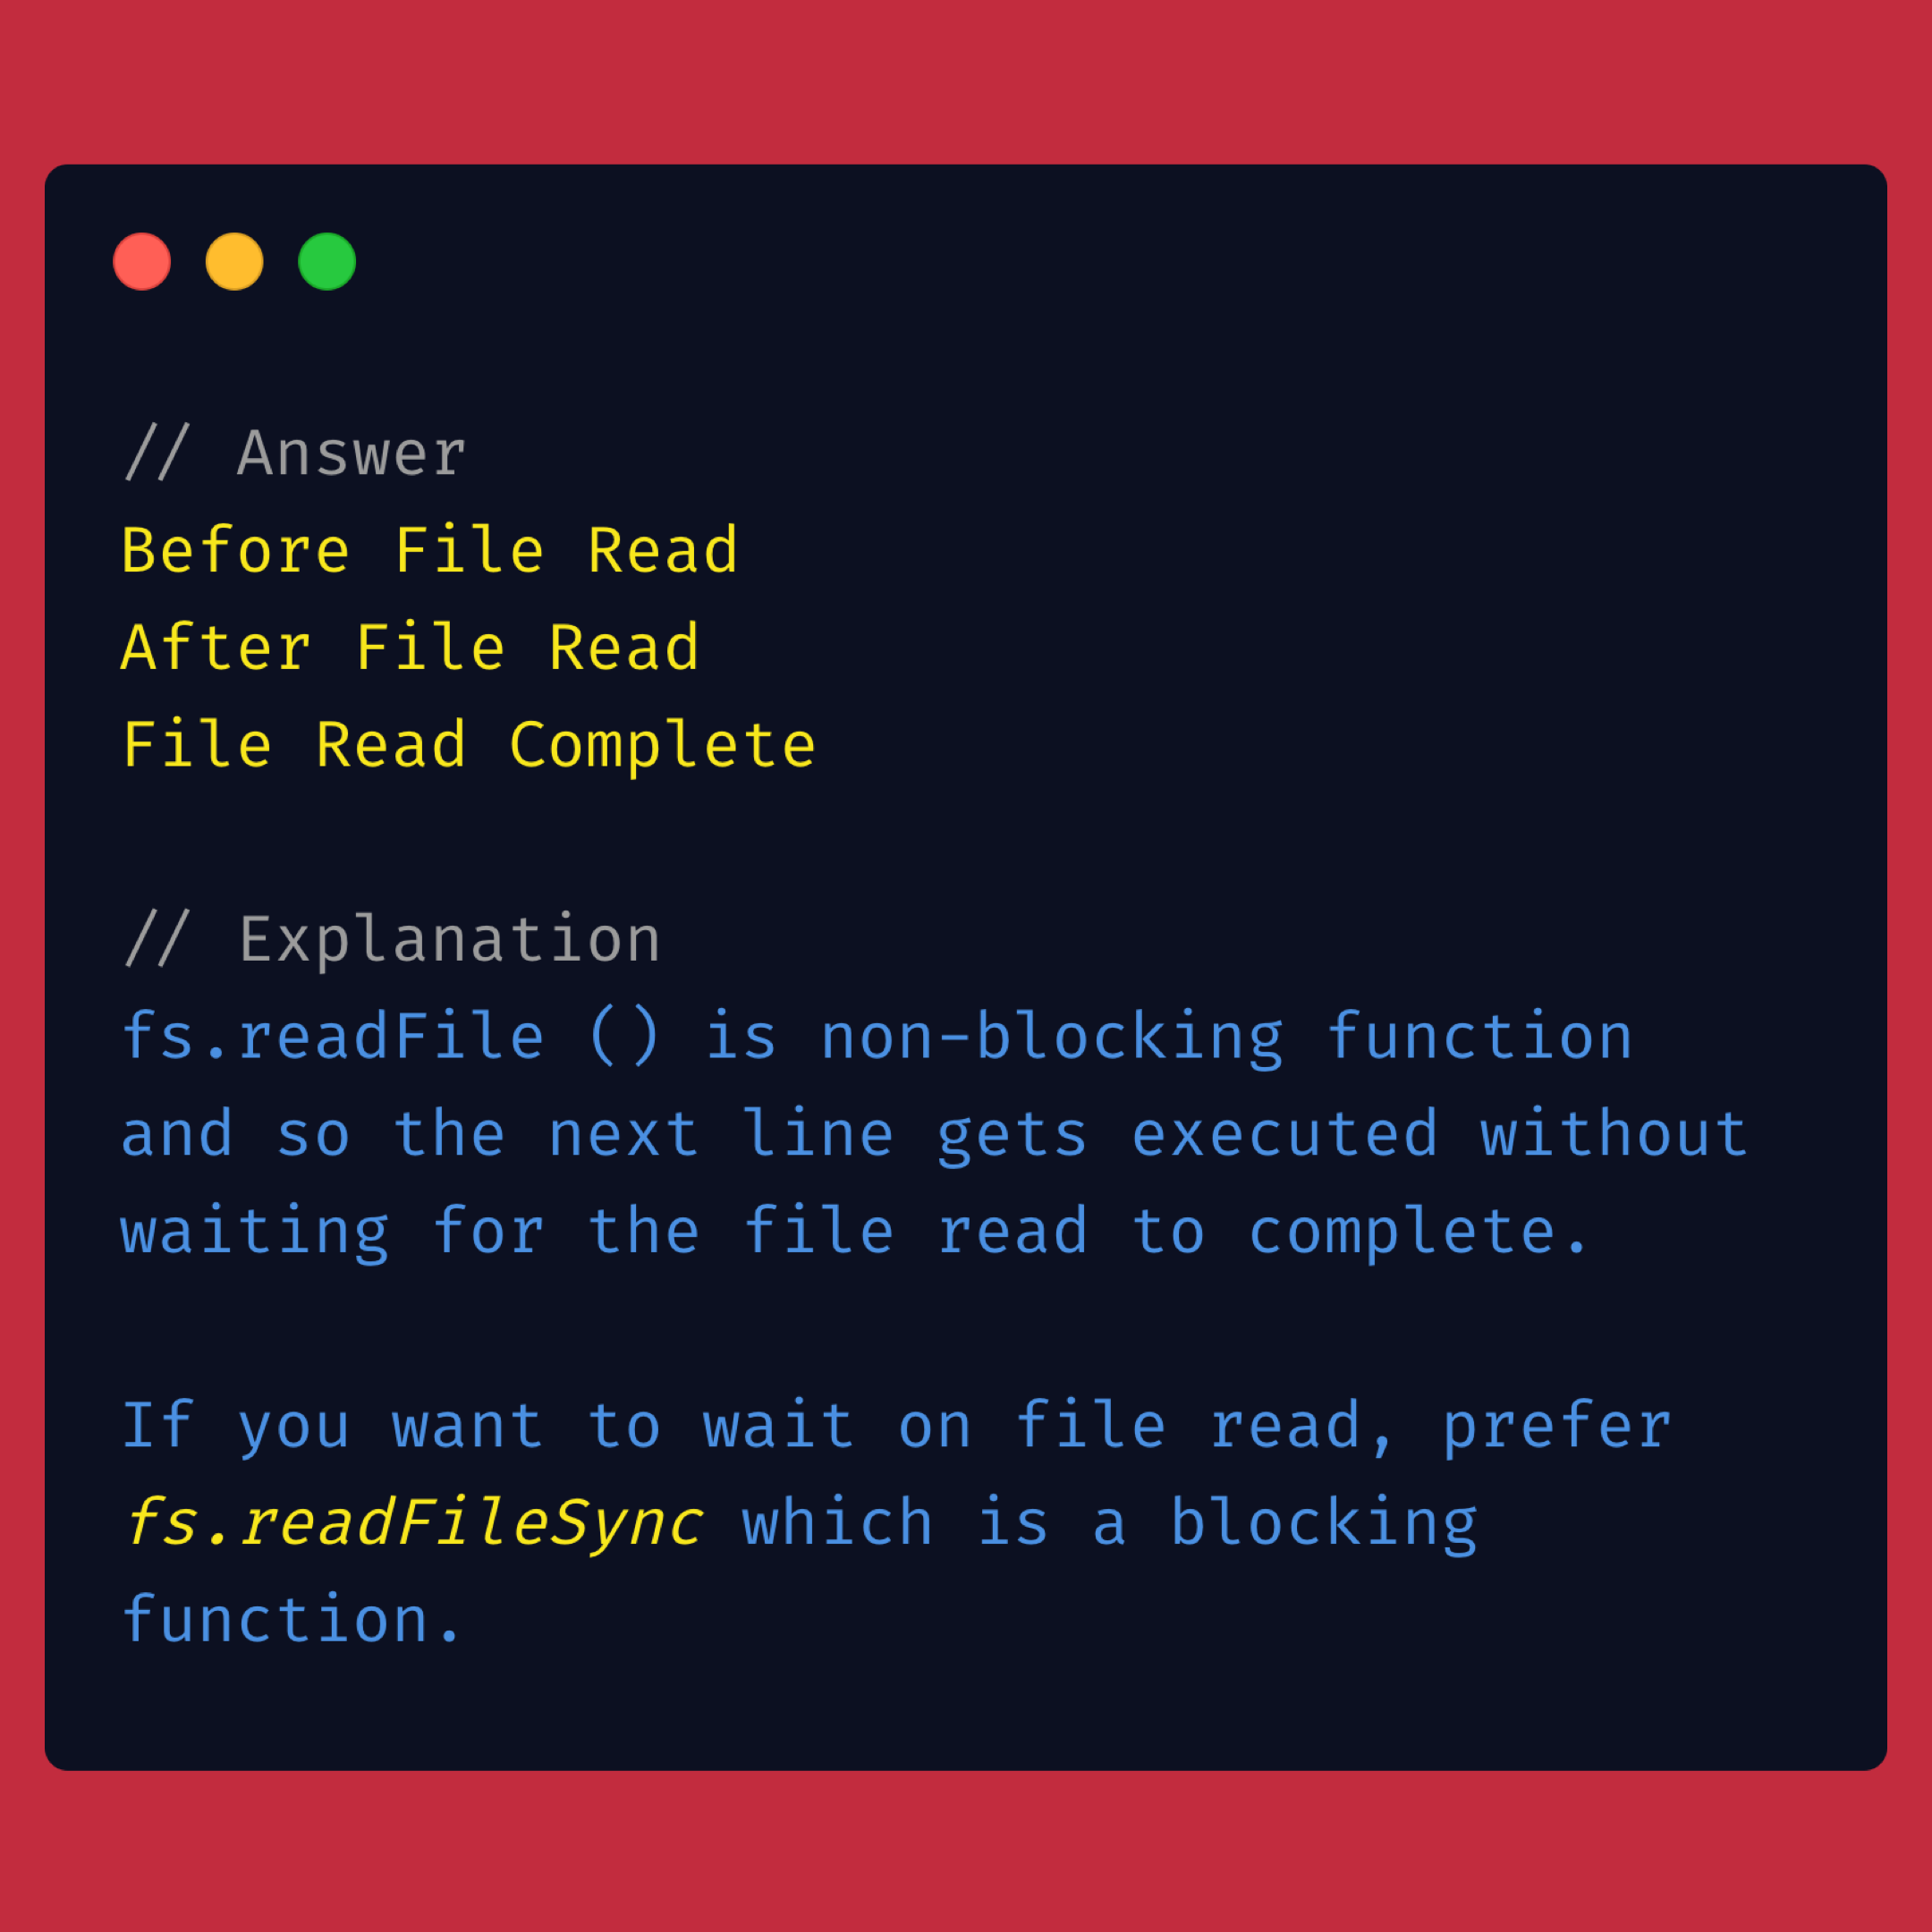 // Answer
Before File Read
After File Read
File Read Complete
// Explanation
fs.readFile () is non-blocking function
and so the next line gets executed without
waiting for the file read to complete.
If you want to wait on file read, prefer
fs.readFileSync which is a blocking
function.